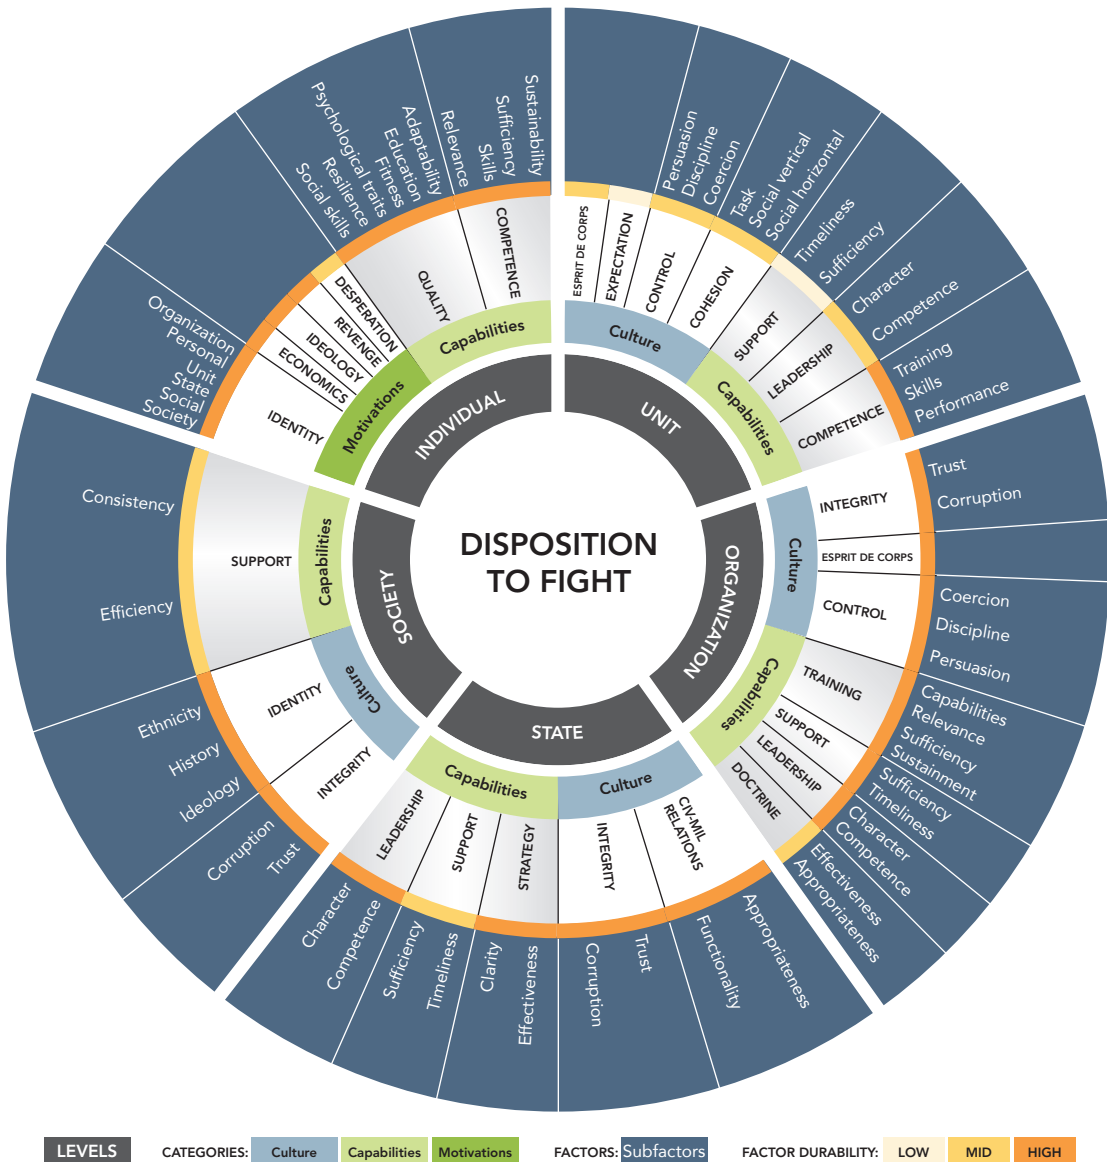 DISPOSITION
TO FIGHT
INDIVIDUAL
Motivations
IDENTITY
Society
Social
State
Unit
Personal
Organization
ECONOMICS
IDEOLOGY
REVENGE
DESPERATION
Capabilities
QUALITY
Social skills
Resilience
Psychological traits
Fitness
Education
Adaptability
COMPETENCE
Relevance
Skills
Sufficiency
Sustainability
UNIT
Culture
ESPRIT DE CORPS
EXPECTATION
CONTROL
Persuasion
Discipline
Coercion
COHESION
Task
Social vertical
Social horizontal
Capabilities
SUPPORT
Timeliness
Sufficiency
LEADERSHIP
Character
Competence
COMPETENCE
Training
Skills
Performance
ORGANIZATION
Culture
INTEGRITY
Trust
Corruption
ESPRIT DE CORPS
CONTROL
Coercion
Discipline
Persuasion
Capabilities
TRAINING
Capabilities
Relevance
Sufficiency
Sustainment
SUPPORT
Sufficiency
Timeliness
LEADERSHIP
Character
Competence
DOCTRINE
Effectiveness
Appropriateness
STATE
Culture
CIV-MIL
RELATIONS
Appropriateness
Functionality
INTEGRITY
Trust
Corruption
Capabilities
STRATEGY
Effectiveness
Clarity
SUPPORT
Timeliness
Sufficiency
LEADERSHIP
Competence
Character
SOCIETY
Culture
INTEGRITY
Trust
Corruption
IDENTITY
Ideology
History
Ethnicity
Capabilities
SUPPORT
Efficiency
Consistency
LEVELS CATEGORIES: Culture Capabilities Motivations FACTORS: Subfactors FACTOR DURABILITY: LOW MID HIGH